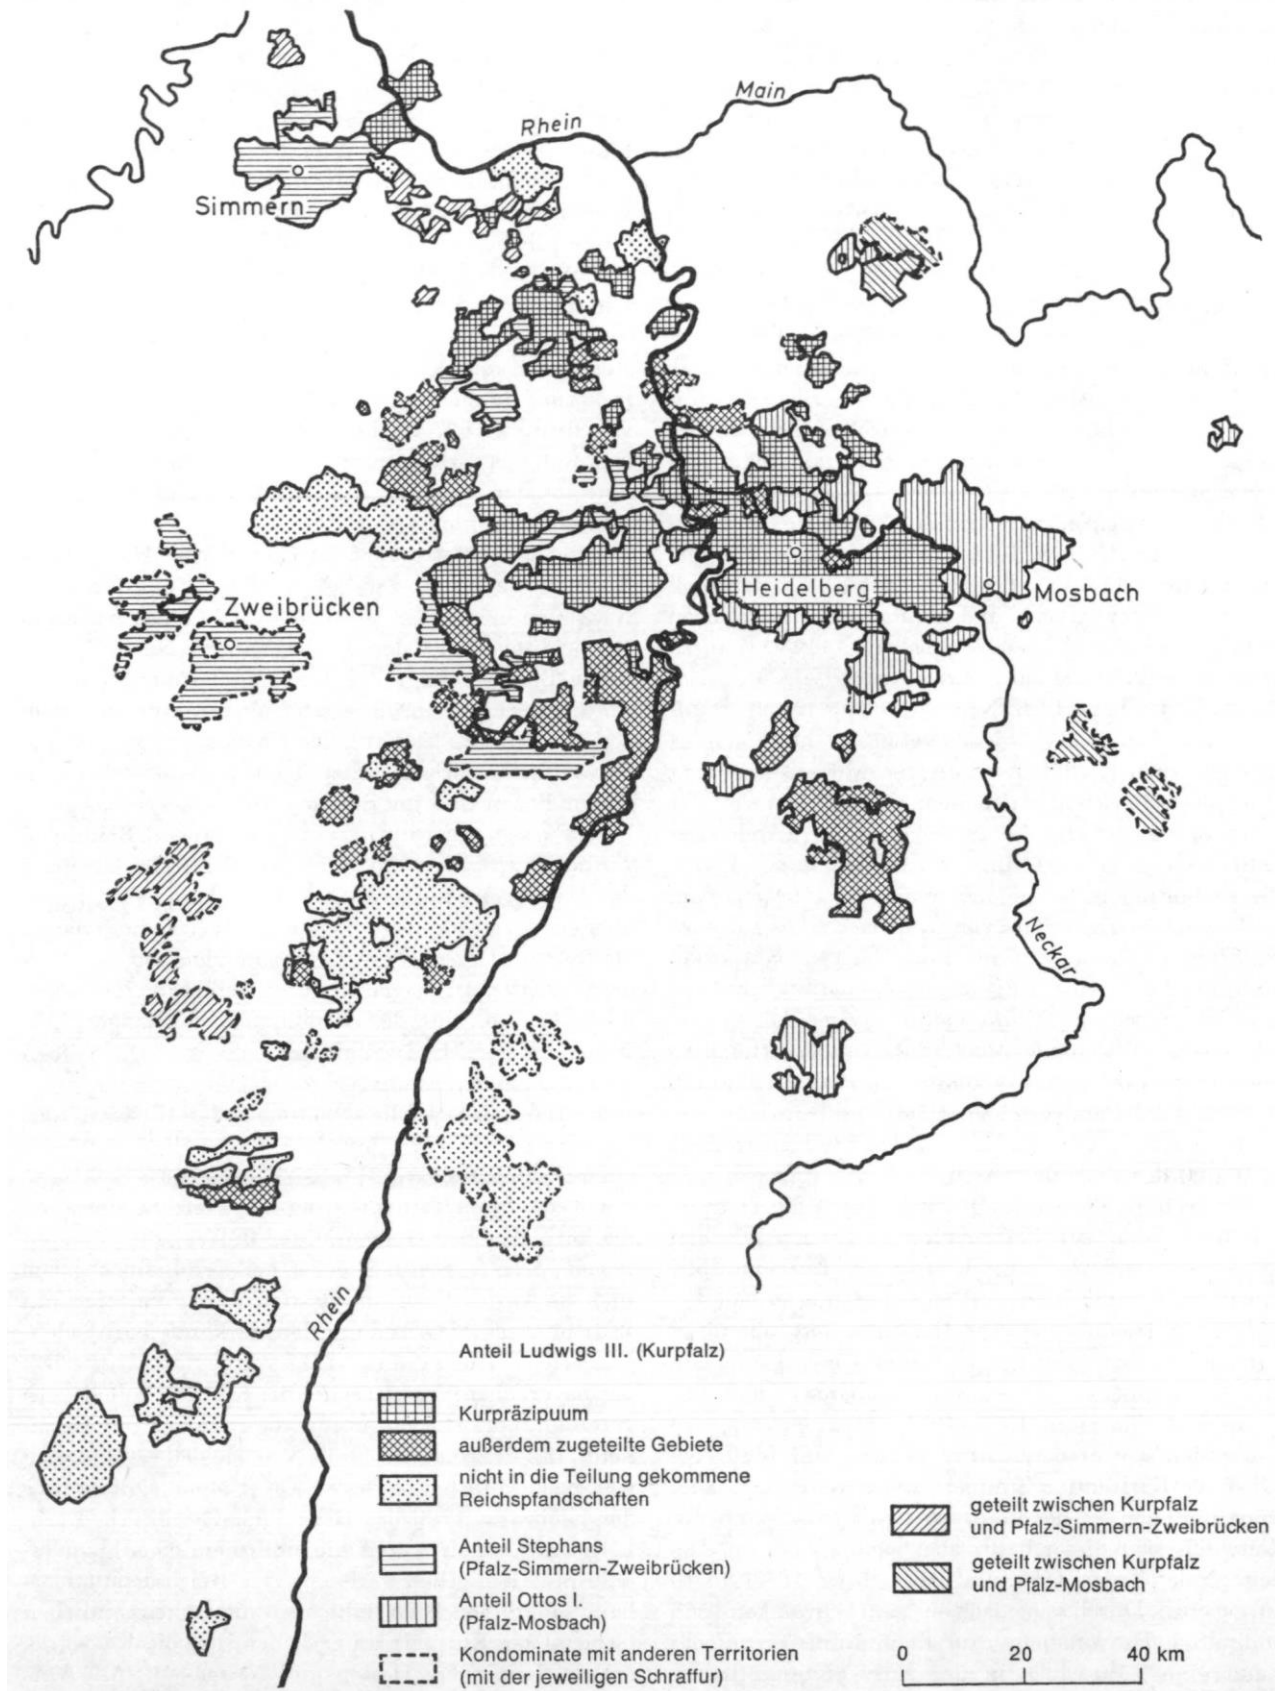 Main
Rhein
Simmern
Zweibrücken
Heidelberg
Mosbach
Neckar
Rhein
Anteil Ludwigs III. (Kurpfalz)
Kurpräzipuum
außerdem zugeteilte Gebiete
nicht in die Teilung gekommene
Reichspfandschaften
Anteil Stephans
(Pfalz-Simmern-Zweibrücken)
Anteil Ottos I.
(Pfalz-Mosbach)
Kondominate mit anderen Territorien
(mit der jeweiligen Schraffur)
geteilt zwischen Kurpfalz
und Pfalz-Simmern-Zweibrücken
geteilt zwischen Kurpfalz
und Pfalz-Mosbach
0 20 40 km